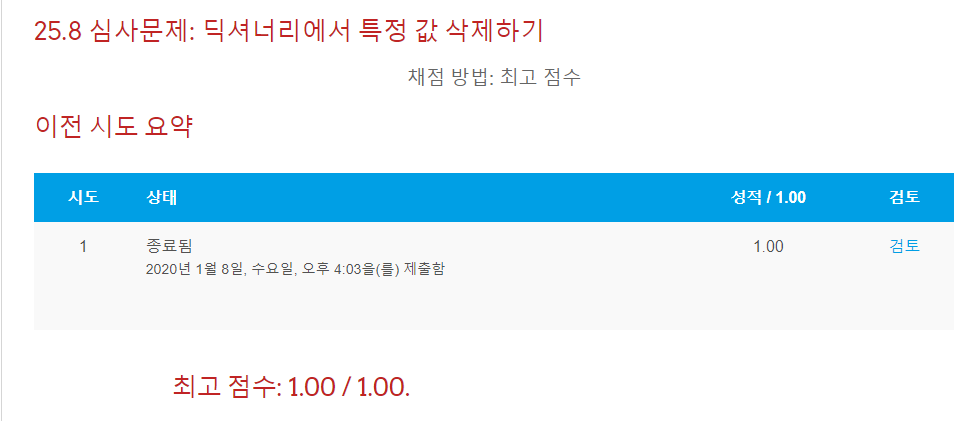 25.8 심사문제: 딕셔너리에서 특정 값 삭제하기
채점 방법: 최고 점수
이전 시도 요약
시도 상태 성적 / 1.00 검토
1 종료됨 1.00 검토
2020년 1월 8일, 수요일, 오후 4:03을(를) 제출함
최고 점수: 1.00 / 1.00.